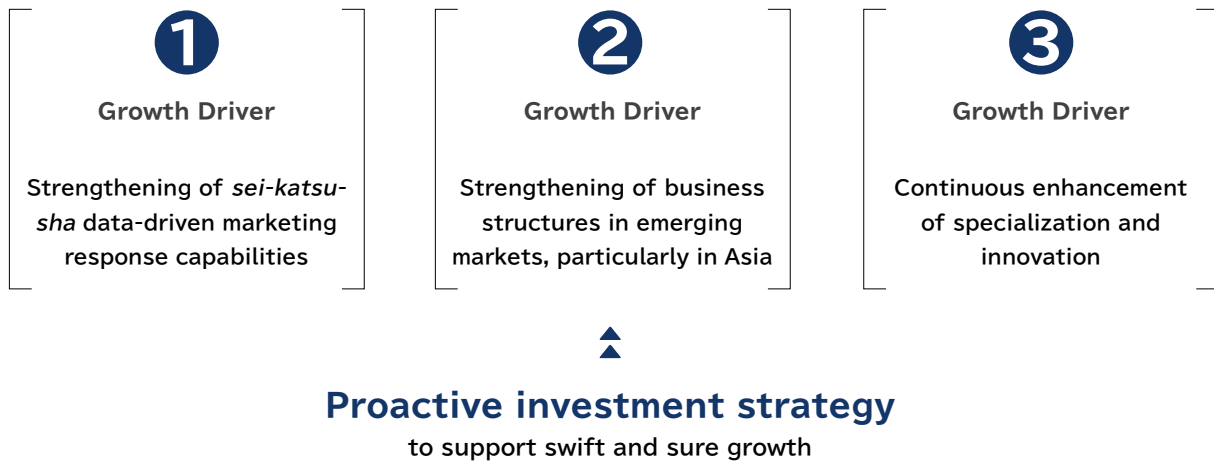 1
Growth Driver
Strengthening of sei-katsu-
sha data-driven marketing
response capabilities
2
Growth Driver
Strengthening of business
structures in emerging
markets, particularly in Asia
3
Growth Driver
Continuous enhancement
of specialization and
innovation
Proactive investment strategy
to support swift and sure growth